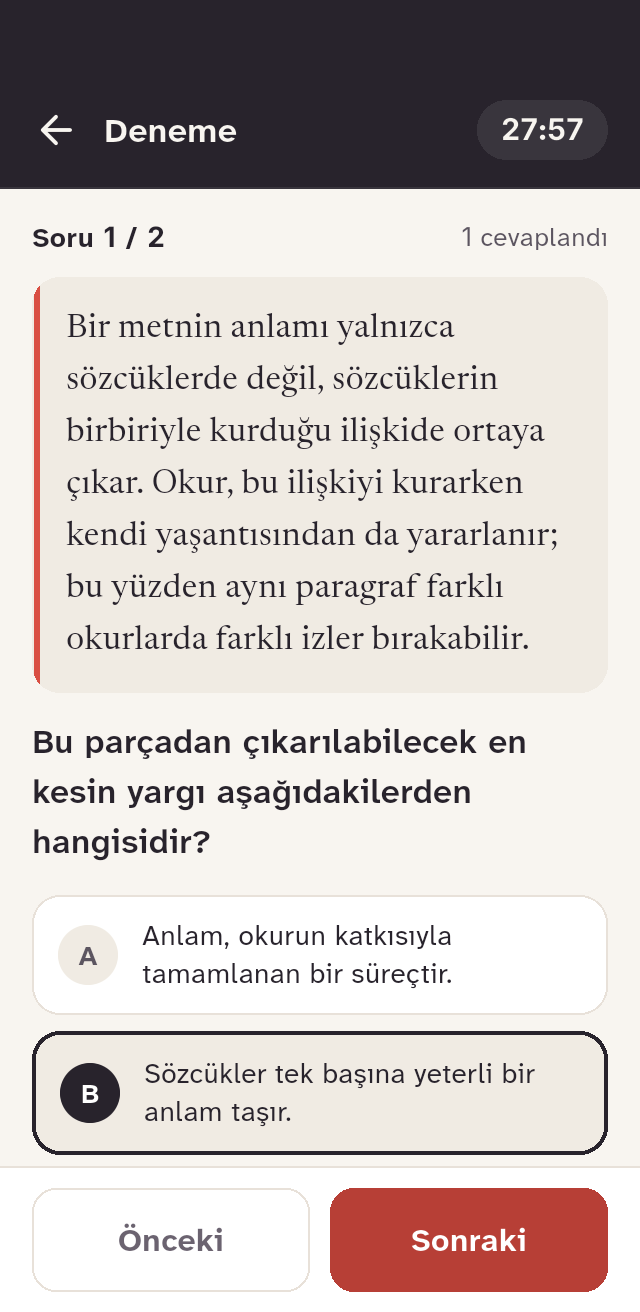 Deneme
27:57
Soru 1 / 2
1 cevaplandı
Bir metnin anlamı yalnızca
sözcüklerde değil, sözcüklerin
birbiriyle kurduğu ilişkide ortaya
çıkar. Okur, bu ilişkiyi kurarken
kendi yaşantısından da yararlanır;
bu yüzden aynı paragraf farklı
okurlarda farklı izler bırakabilir.
Bu parçadan çıkarılabilecek en
kesin yargı aşağıdakilerden
hangisidir?
A
Anlam, okurun katkısıyla
tamamlanan bir süreçtir.
B
Sözcükler tek başına yeterli bir
anlam taşır.
Önceki
Sonraki